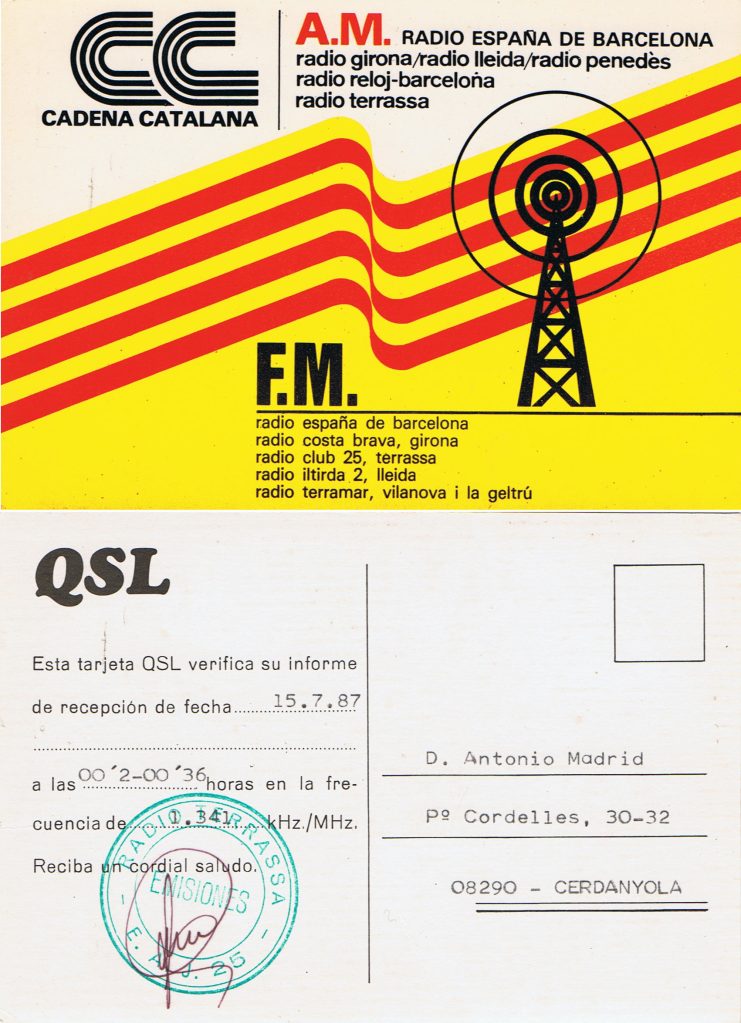 CC
CADENA CATALANA
A.M. RADIO ESPAÑA DE BARCELONA
radio girona/radio lleida/radio penedès
radio reloj-barcelona
radio terrassa
F.M.
radio españa de barcelona
radio costa brava, girona
radio club 25, terrassa
radio iltirda 2, lleida
radio terramar, vilanova i la geltrú
QSL
Esta tarjeta QSL verifica su informe
de recepción de fecha 15.7.87
a las 00´2-00´36 horas en la fre-
cuencia de 1.341 kHz./MHz.
Reciba un cordial saludo.
RADIO TERRASSA
EMISIONES
E. A. J. 25
D. Antonio Madrid
Pº Cordelles, 30-32
08290 - CERDANYOLA